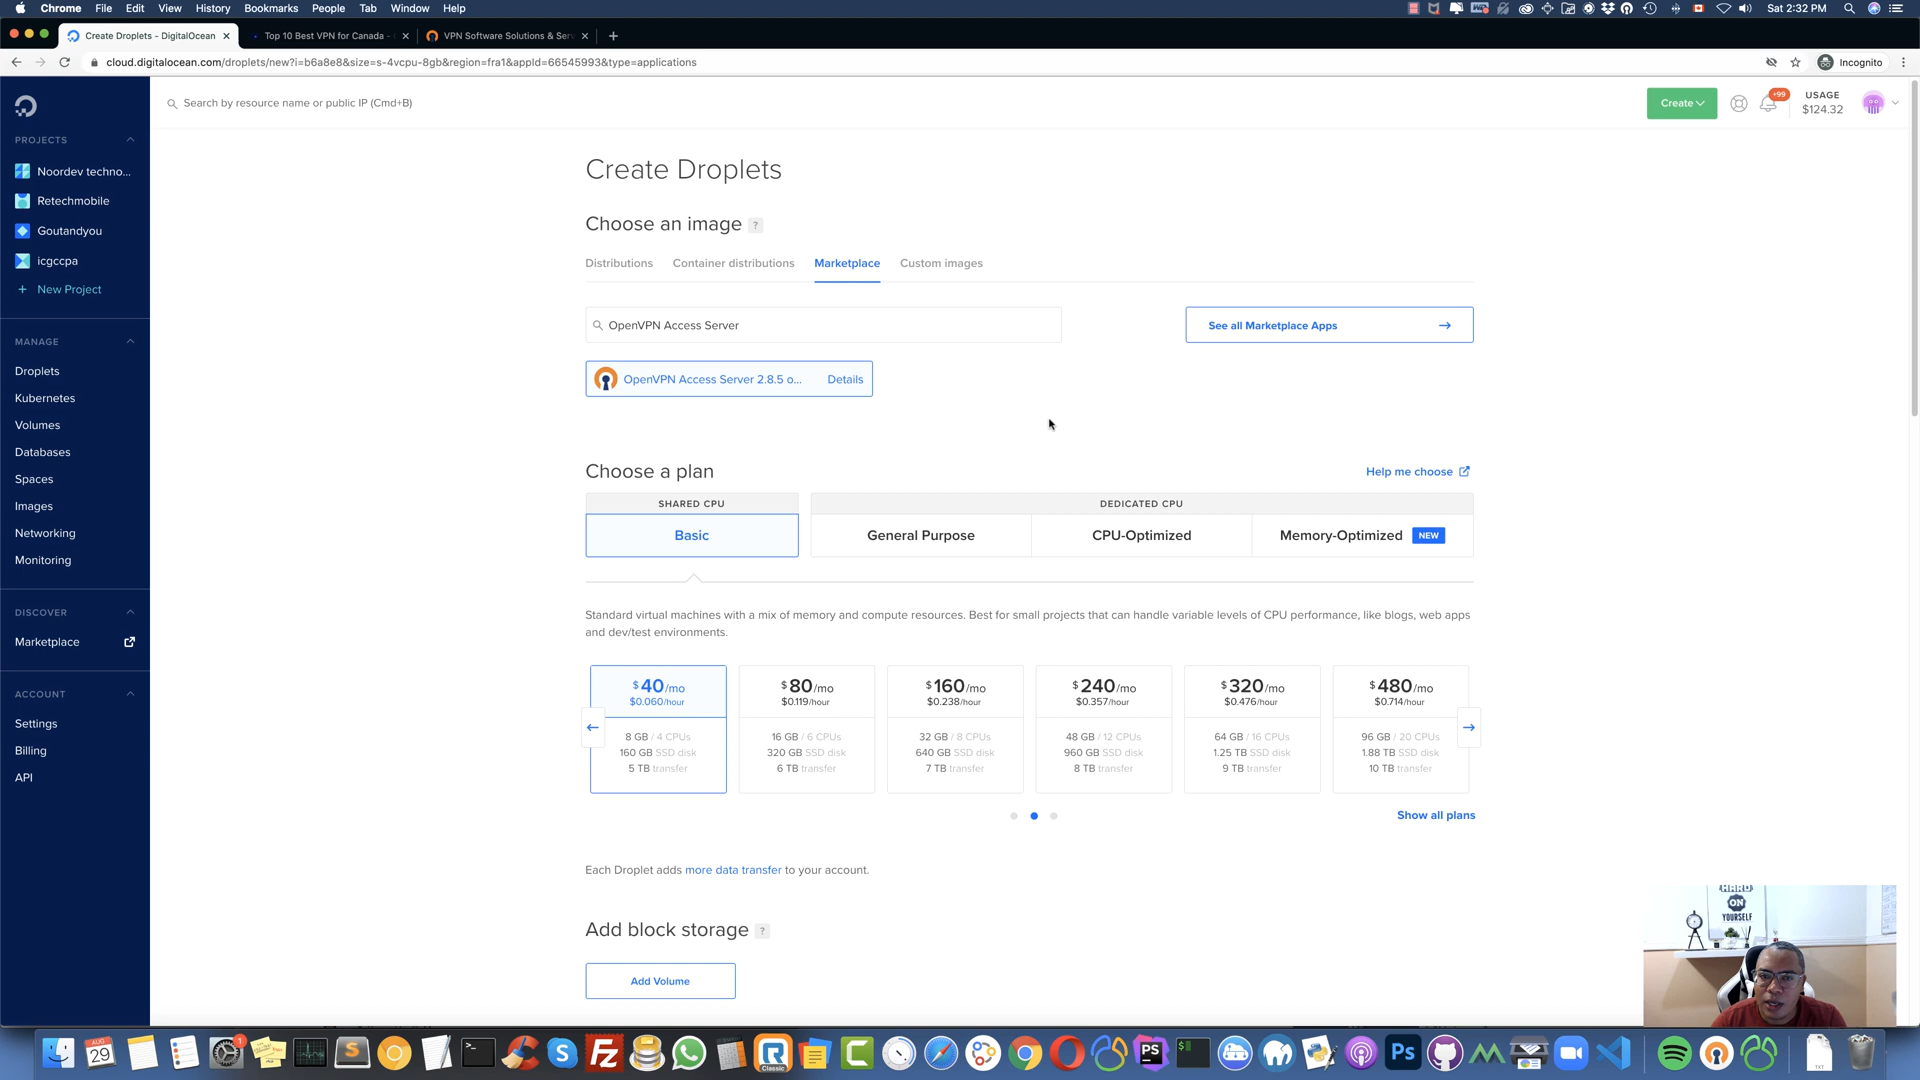 Chrome File Edit View History Bookmarks People Tab Window Help
Sat 2:32 PM
Create Droplets - DigitalOcean
Top 10 Best VPN for Canada -
VPN Software Solutions & Serv
cloud.digitalocean.com/droplets/new?i=b6a8e8&size=s-4vcpu-8gb&region=fra1&appId=66545993&type=applications
Incognito
Search by resource name or public IP (Cmd+B)
Create
+99
USAGE
$124.32
PROJECTS
Noordev techno...
Retechmobile
Goutandyou
icgccpa
+ New Project
MANAGE
Droplets
Kubernetes
Volumes
Databases
Spaces
Images
Networking
Monitoring
DISCOVER
Marketplace
ACCOUNT
Settings
Billing
API
Create Droplets
Choose an image ?
Distributions Container distributions Marketplace Custom images
OpenVPN Access Server
See all Marketplace Apps
OpenVPN Access Server 2.8.5 o... Details
Choose a plan
Help me choose
SHARED CPU
DEDICATED CPU
Basic
General Purpose
CPU-Optimized
Memory-Optimized NEW
Standard virtual machines with a mix of memory and compute resources. Best for small projects that can handle variable levels of CPU performance, like blogs, web apps
and dev/test environments.
$40/mo
$0.060/hour
8 GB / 4 CPUs
160 GB SSD disk
5 TB transfer
$80/mo
$0.119/hour
16 GB / 6 CPUs
320 GB SSD disk
6 TB transfer
$160/mo
$0.238/hour
32 GB / 8 CPUs
640 GB SSD disk
7 TB transfer
$240/mo
$0.357/hour
48 GB / 12 CPUs
960 GB SSD disk
8 TB transfer
$320/mo
$0.476/hour
64 GB / 16 CPUs
1.25 TB SSD disk
9 TB transfer
$480/mo
$0.714/hour
96 GB / 20 CPUs
1.88 TB SSD disk
10 TB transfer
Show all plans
Each Droplet adds more data transfer to your account.
Add block storage ?
Add Volume
HARD
ON
YOURSELF
AUG
29
1
Classic
PS
Ps
TXT